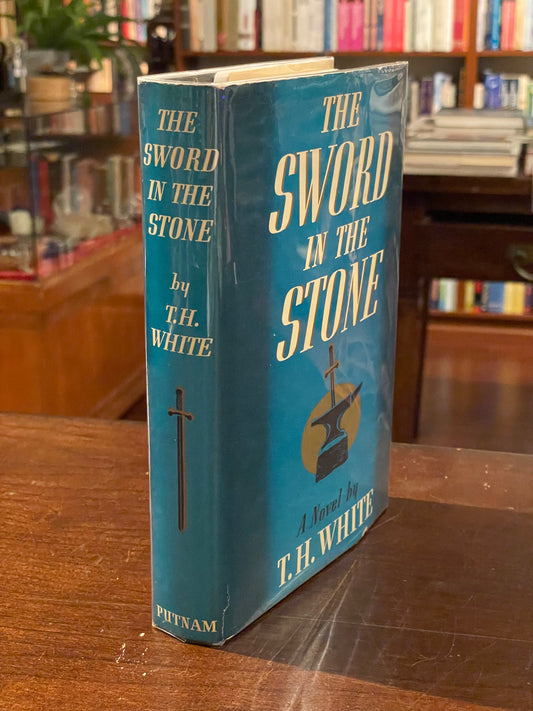 THE
SWORD
IN THE
STONE
by
T.H.
WHITE
PUTNAM
THE
SWORD
IN THE
STONE
A Novel by
T.H. WHITE